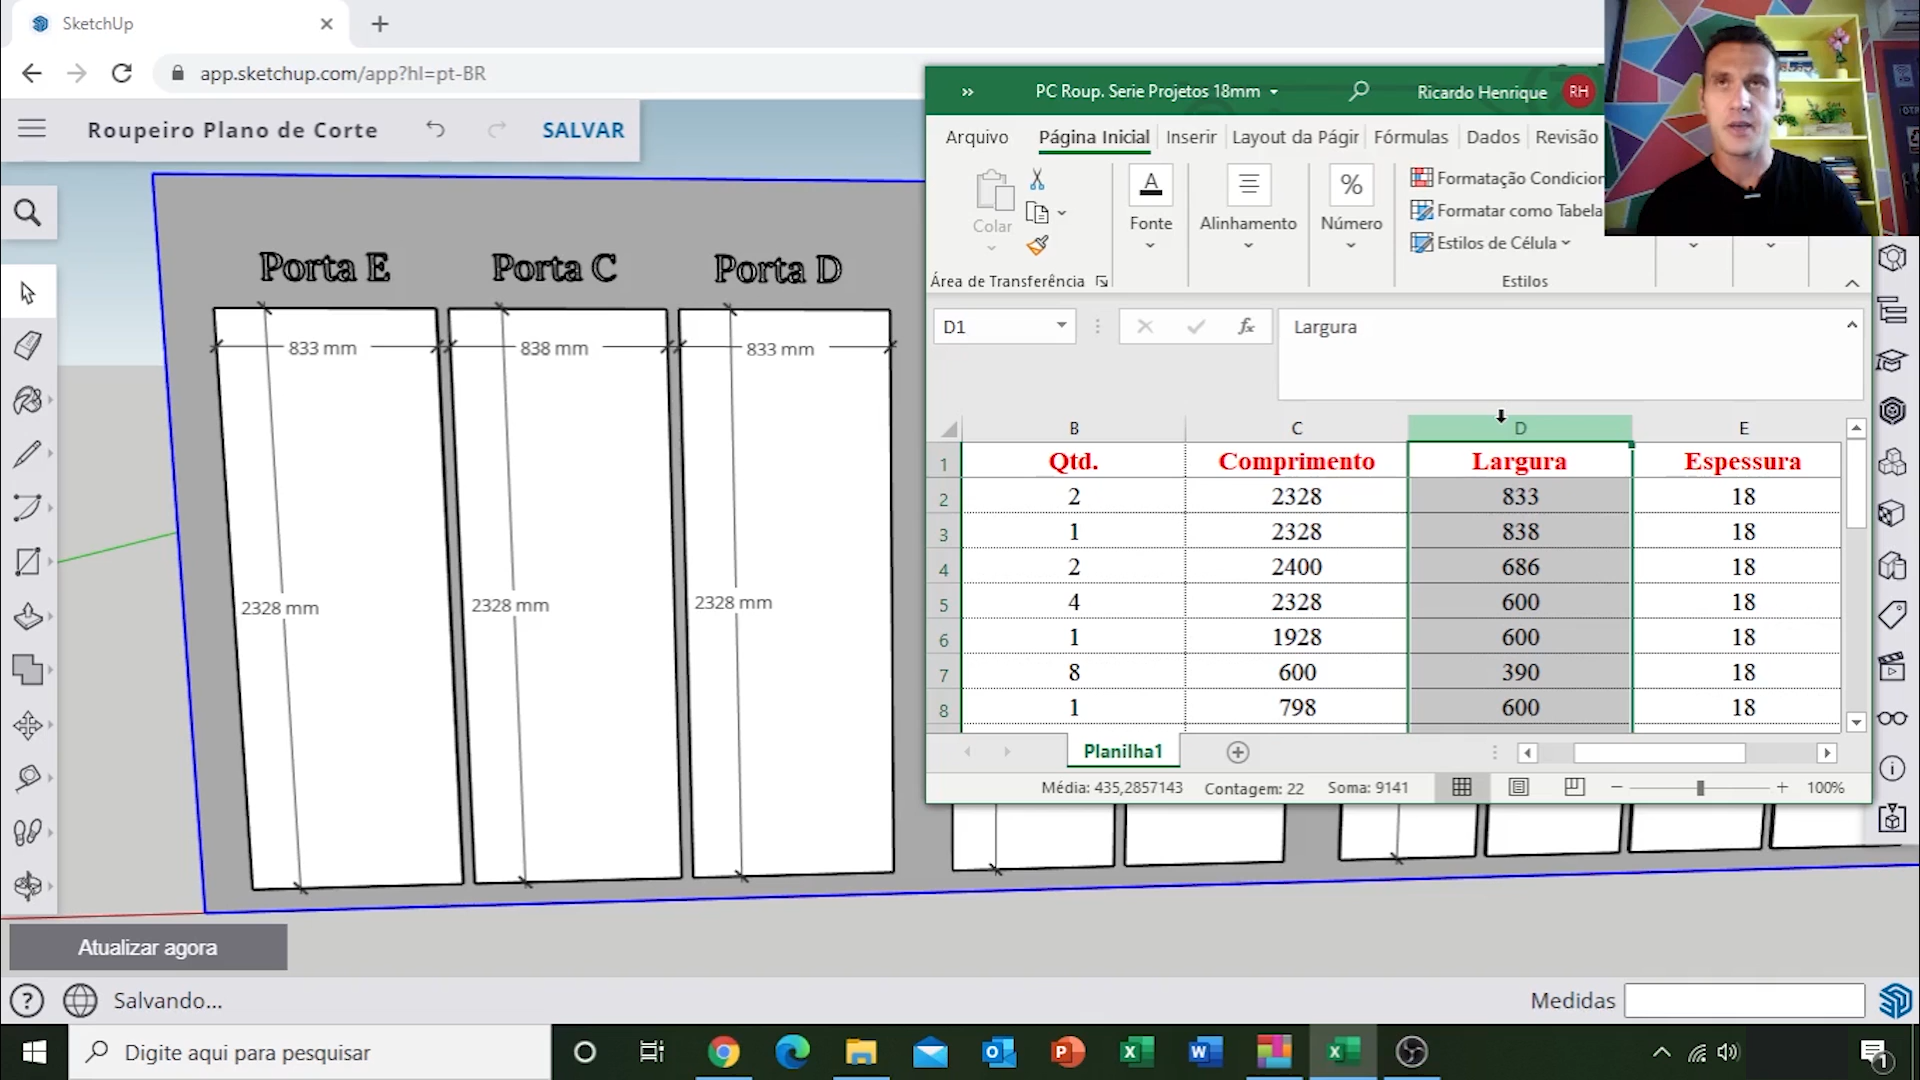 SketchUp
app.sketchup.com/app?hl=pt-BR
Roupeiro Plano de Corte
SALVAR
Porta E
Porta C
Porta D
833 mm
838 mm
833 mm
2328 mm
2328 mm
2328 mm
PC Roup. Serie Projetos 18mm
Ricardo Henrique
RH
Arquivo
Página Inicial
Inserir
Layout da Págir
Fórmulas
Dados
Revisão
Colar
Fonte
Alinhamento
Número
Formatação Condicion
Formatar como Tabela
Estilos de Célula
Área de Transferência
Estilos
D1
fx
Largura
B C D E
1 Qtd. Comprimento Largura Espessura
2 2 2328 833 18
3 1 2328 838 18
4 2 2400 686 18
5 4 2328 600 18
6 1 1928 600 18
7 8 600 390 18
8 1 798 600 18
Planilha1
Média: 435,2857143 Contagem: 22 Soma: 9141
100%
Atualizar agora
Salvando...
Medidas
Digite aqui para pesquisar
1